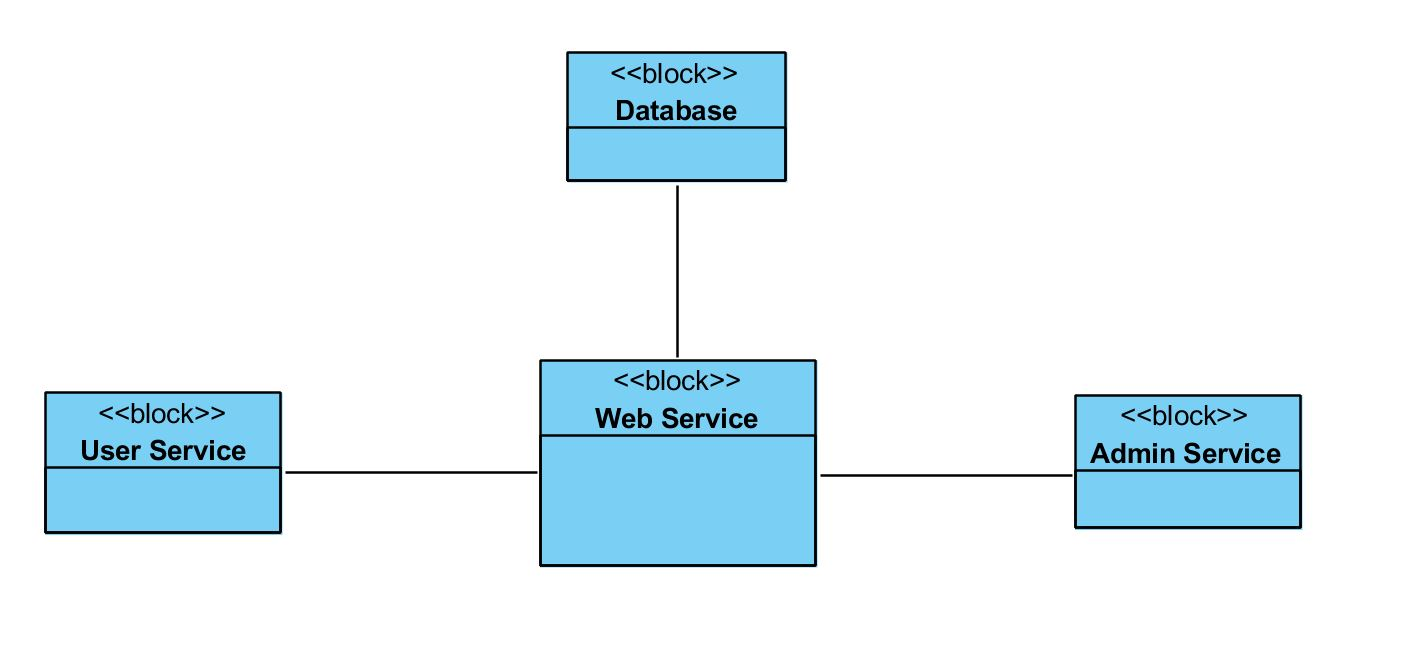 <<block>>
Database
<<block>>
Web Service
<<block>>
User Service
<<block>>
Admin Service